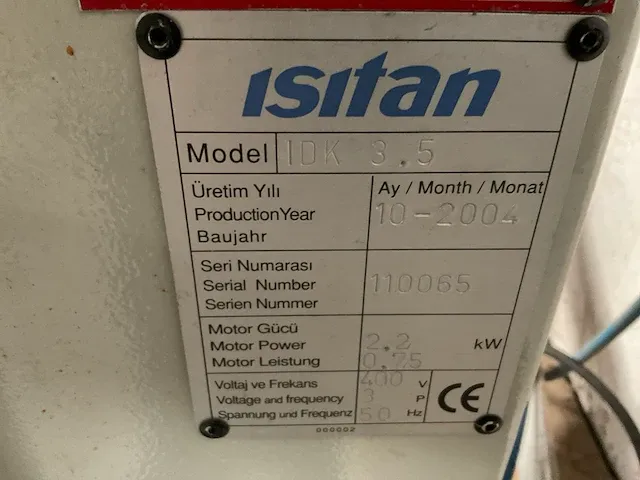 ısıtan
Model IDK 3.5
Üretim Yılı Ay / Month / Monat
ProductionYear 10-2004
Baujahr
Seri Numarası
Serial Number 110065
Serien Nummer
Motor Gücü
Motor Power 2.2 kW
Motor Leistung 0.75
Voltaj ve Frekans 400 V
Voltage and frequency 3 P
Spannung und Frequenz 50 Hz
CE
000002